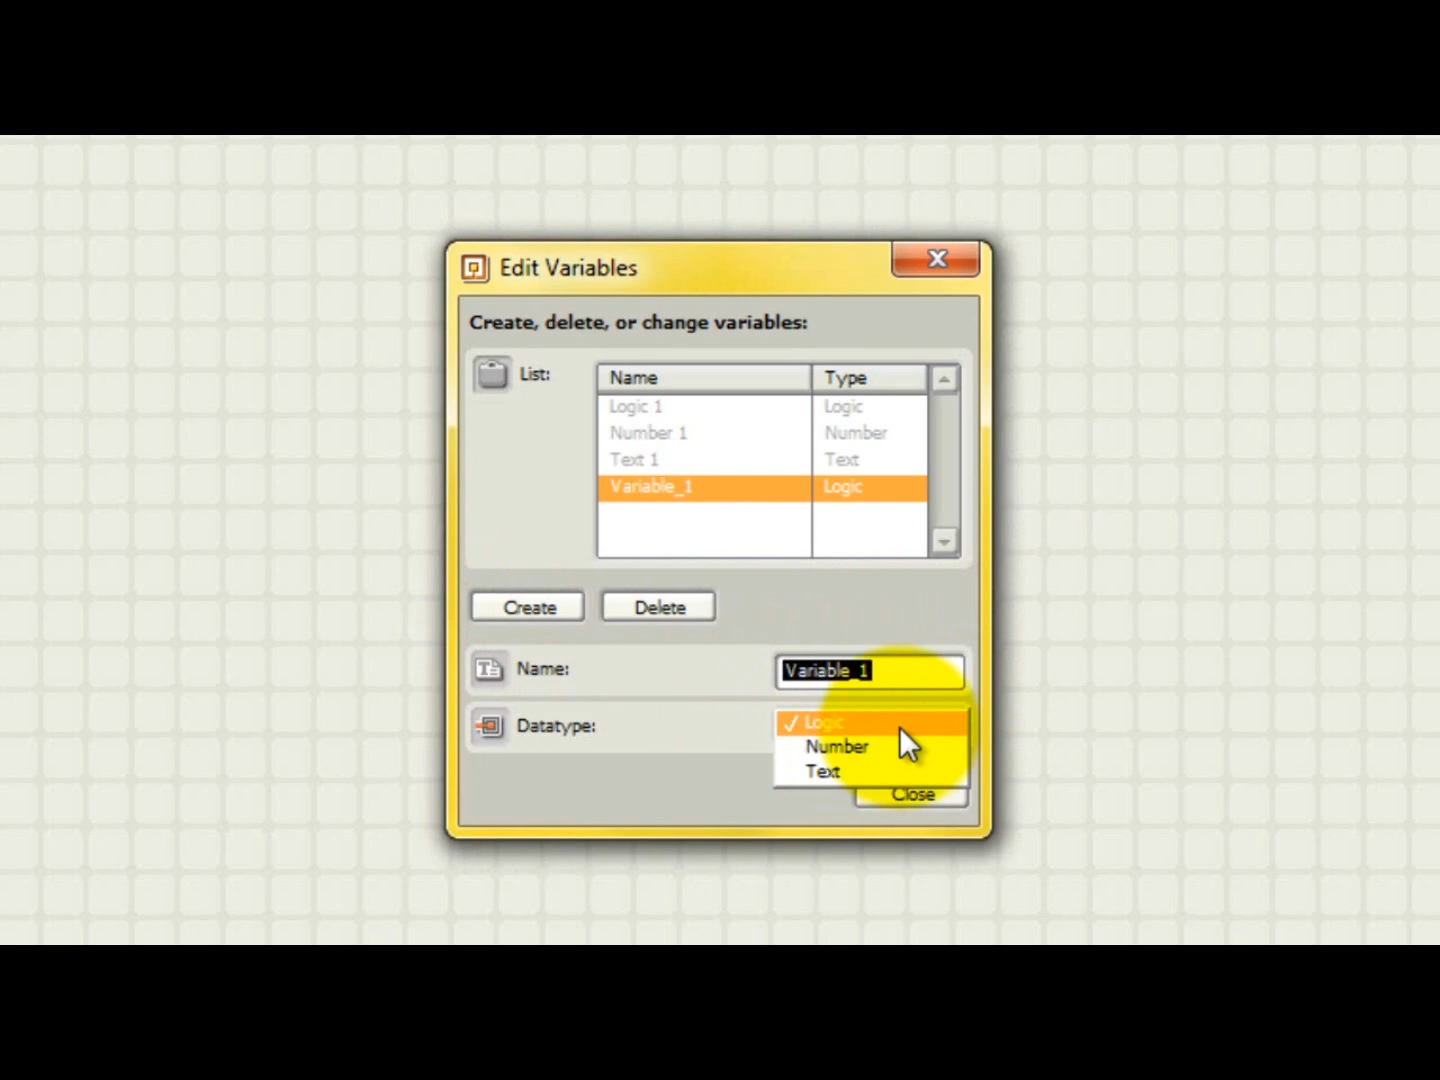 Edit Variables
Create, delete, or change variables:
List:
Name Type
Logic 1 Logic
Number 1 Number
Text 1 Text
Variable_1 Logic
Create Delete
Name: Variable_1
Datatype: Logic
Number
Text
Close